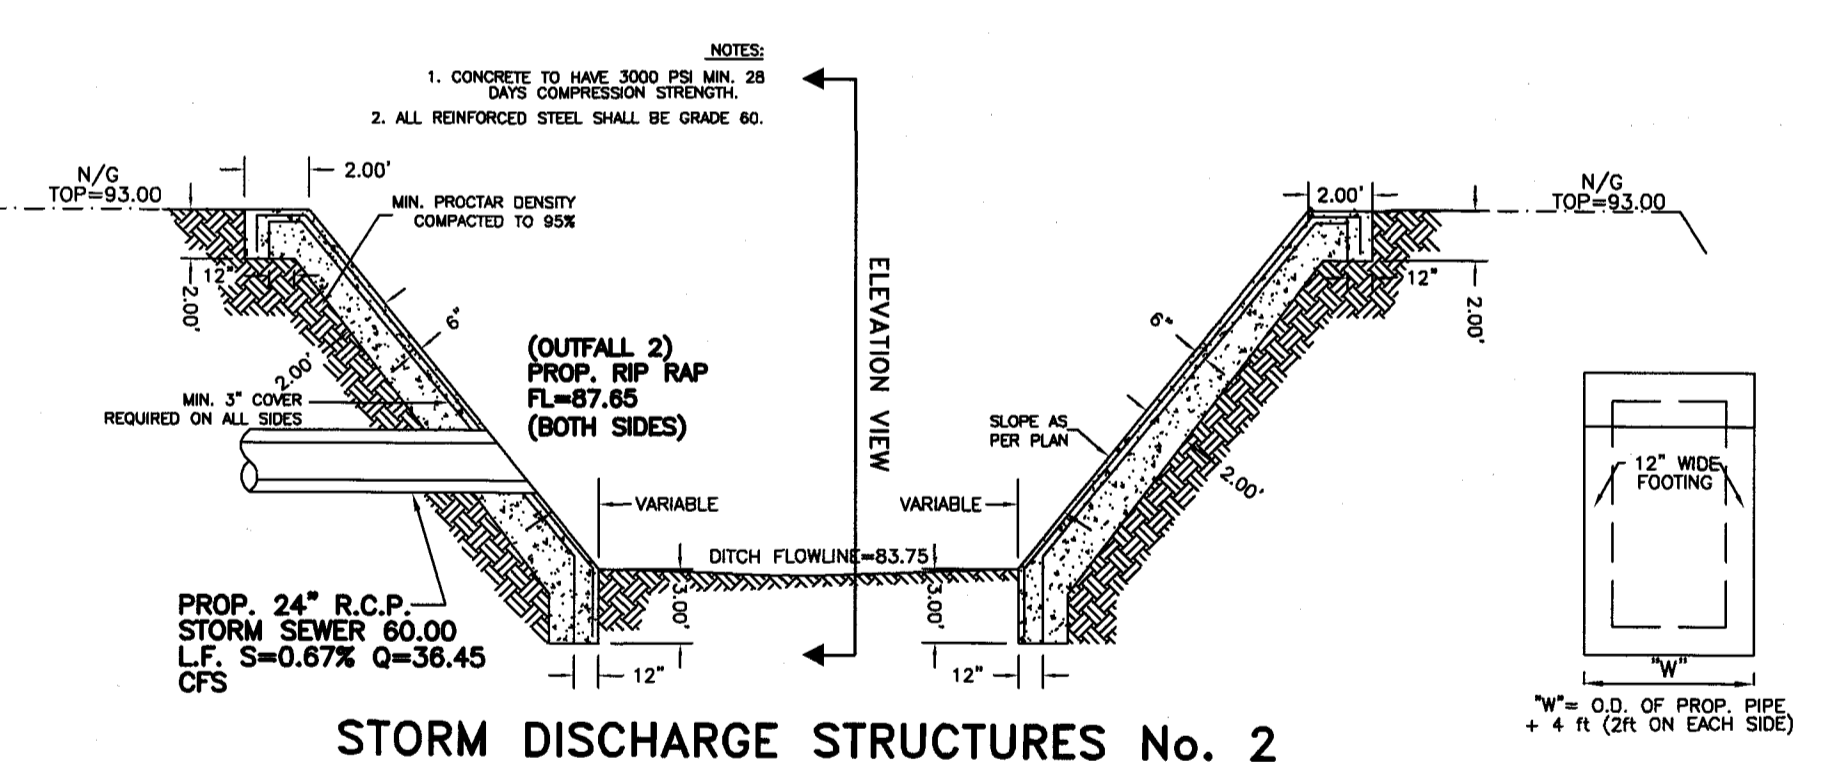 NOTES:
1. CONCRETE TO HAVE 3000 PSI MIN. 28
DAYS COMPRESSION STRENGTH.
2. ALL REINFORCED STEEL SHALL BE GRADE 60.
N/G
TOP=93.00
2.00'
MIN. PROCTAR DENSITY
COMPACTED TO 95%
12"
2.00'
6"
2.00'
MIN. 3" COVER
REQUIRED ON ALL SIDES
(OUTFALL 2)
PROP. RIP RAP
FL=87.65
(BOTH SIDES)
ELEVATION VIEW
VARIABLE
VARIABLE
DITCH FLOWLINE=83.75
3.00'
3.00'
12"
12"
PROP. 24" R.C.P.
STORM SEWER 60.00
L.F. S=0.67% Q=36.45
CFS
2.00'
N/G
TOP=93.00
12"
2.00'
6"
SLOPE AS
PER PLAN
2.00'
12" WIDE
FOOTING
"W"
"W"= O.D. OF PROP. PIPE
+ 4 ft (2ft ON EACH SIDE)
STORM DISCHARGE STRUCTURES No. 2